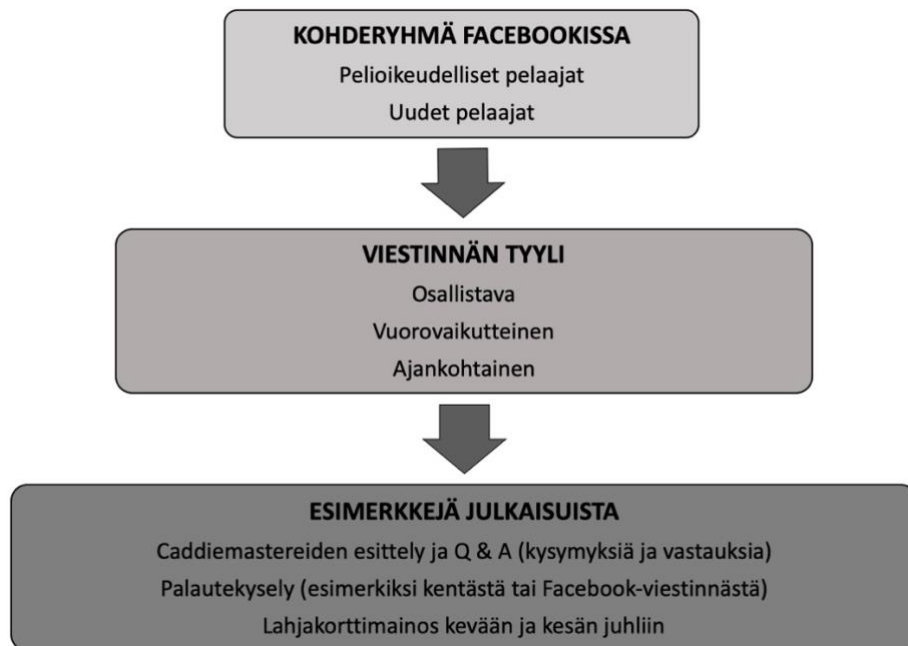 KOHDERYHMÄ FACEBOOKISSA
Pelioikeudelliset pelaajat
Uudet pelaajat
VIESTINNÄN TYYLI
Osallistava
Vuorovaikutteinen
Ajankohtainen
ESIMERKKEJÄ JULKAISUISTA
Caddiemastereiden esittely ja Q & A (kysymyksiä ja vastauksia)
Palautekysely (esimerkiksi kentästä tai Facebook-viestinnästä)
Lahjakorttimainos kevään ja kesän juhliin